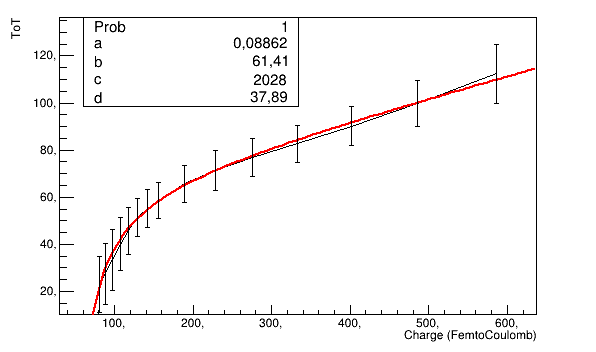 ToT
Prob 1
a 0,08862
b 61,41
c 2028
d 37,89
120,
100,
80,
60,
40,
20,
100, 200, 300, 400, 500, 600,
Charge (FemtoCoulomb)